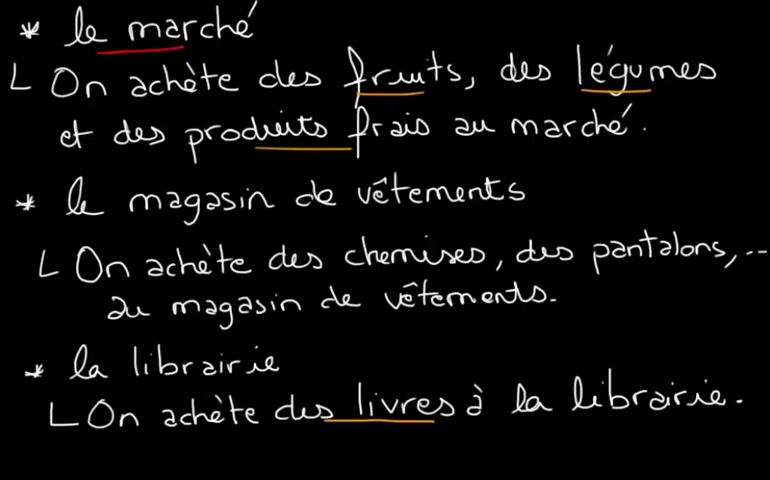 * le marché
└ On achète des fruits, des légumes
et des produits frais au marché.
* le magasin de vêtements
└ On achète des chemises, des pantalons,...
au magasin de vêtements.
* la librairie
└ On achète des livres à la librairie.